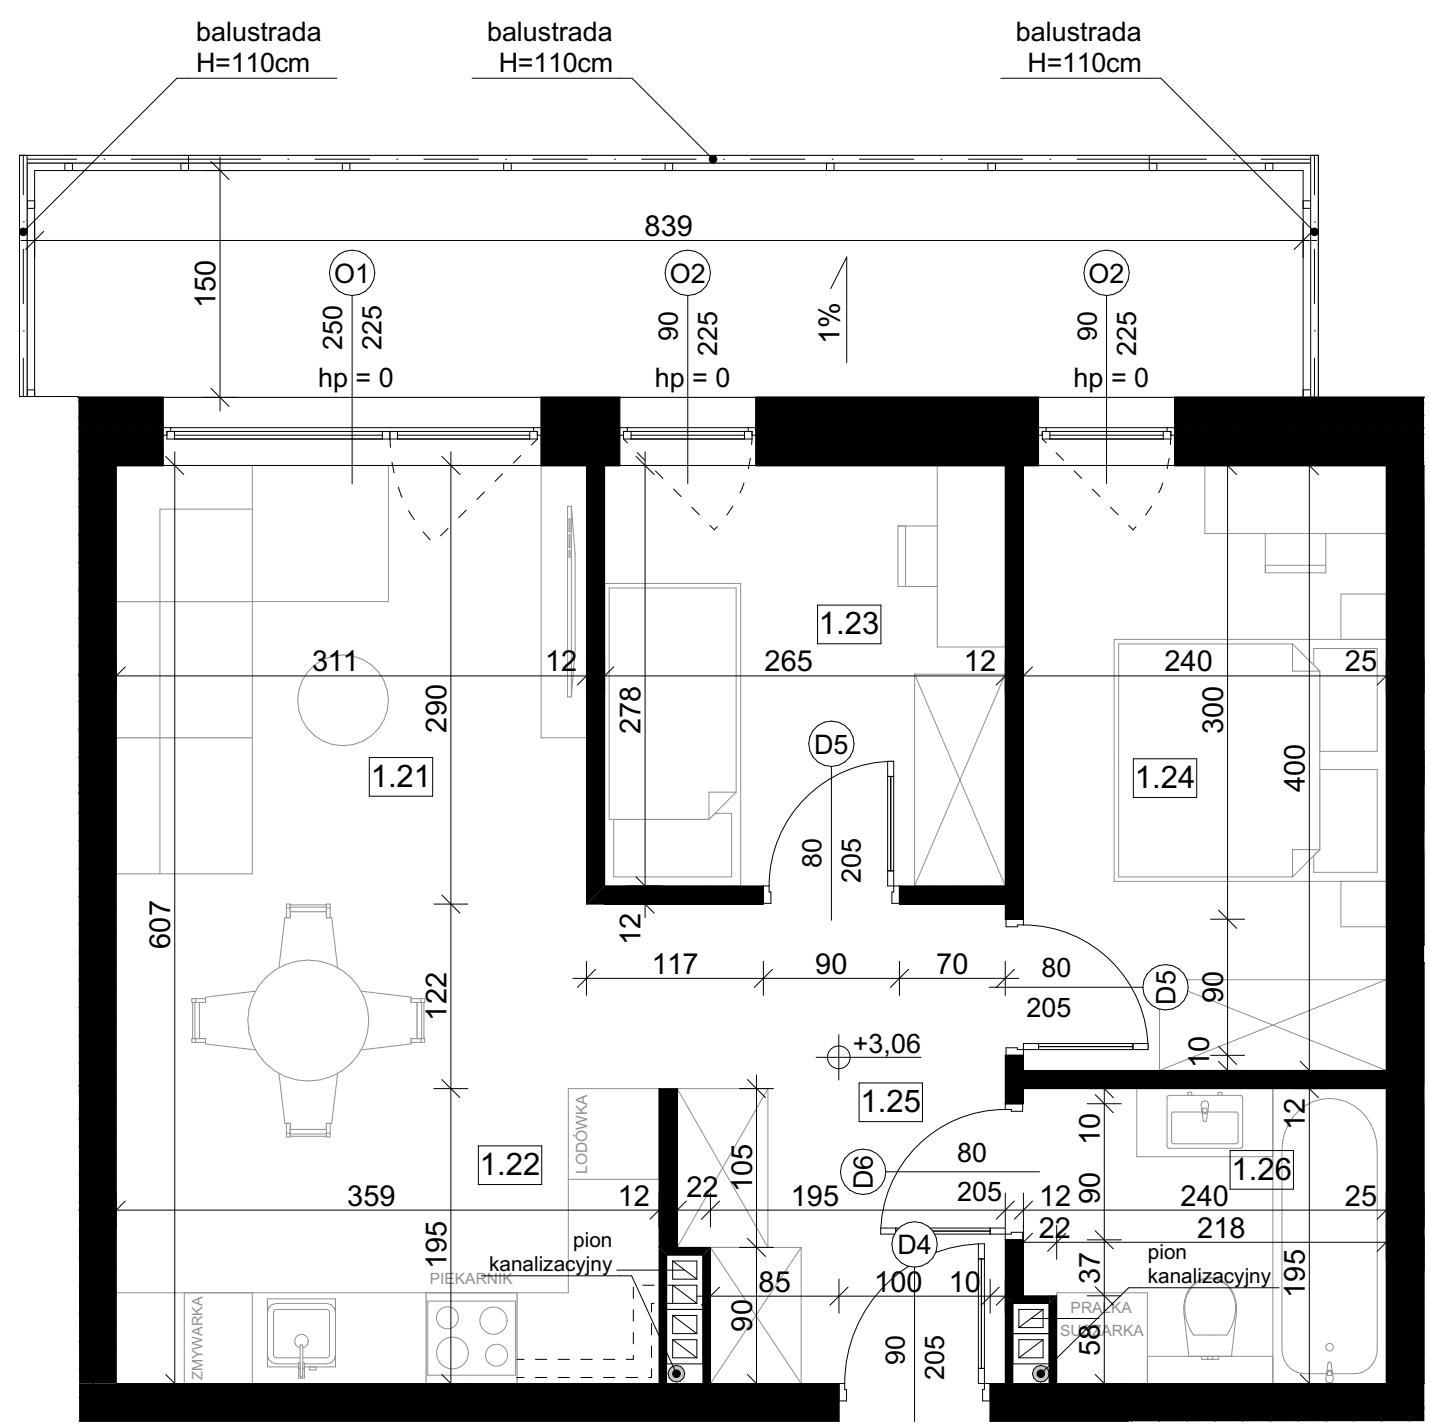 balustrada
H=110cm
balustrada
H=110cm
balustrada
H=110cm
839
150
O1
250
225
hp = 0
O2
90
225
hp = 0
1%
O2
90
225
hp = 0
1.23
311
12
265
12
240
25
290
278
300
400
D5
1.21
1.24
80
205
607
12
122
117
90
70
80
205
D5
90
10
+3,06
1.25
LODÓWKA
1.22
105
D6
80
205
10
12
1.26
359
12
22
195
12
90
240
25
22
218
195
pion
kanalizacyjny
D4
37
pion
kanalizacyjny
195
PIEKARNIK
85
100
10
90
ZMYWARKA
90
205
58
PRALKA
SUSZARKA